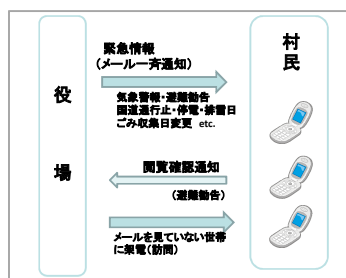 緊急情報
(メール一斉通知)
村民
役場
気象警報・避難勧告
国道通行止・停電・排雪日
ごみ収集日変更 etc.
閲覧確認通知
(避難勧告)
メールを見ていない世帯
に架電(訪問)